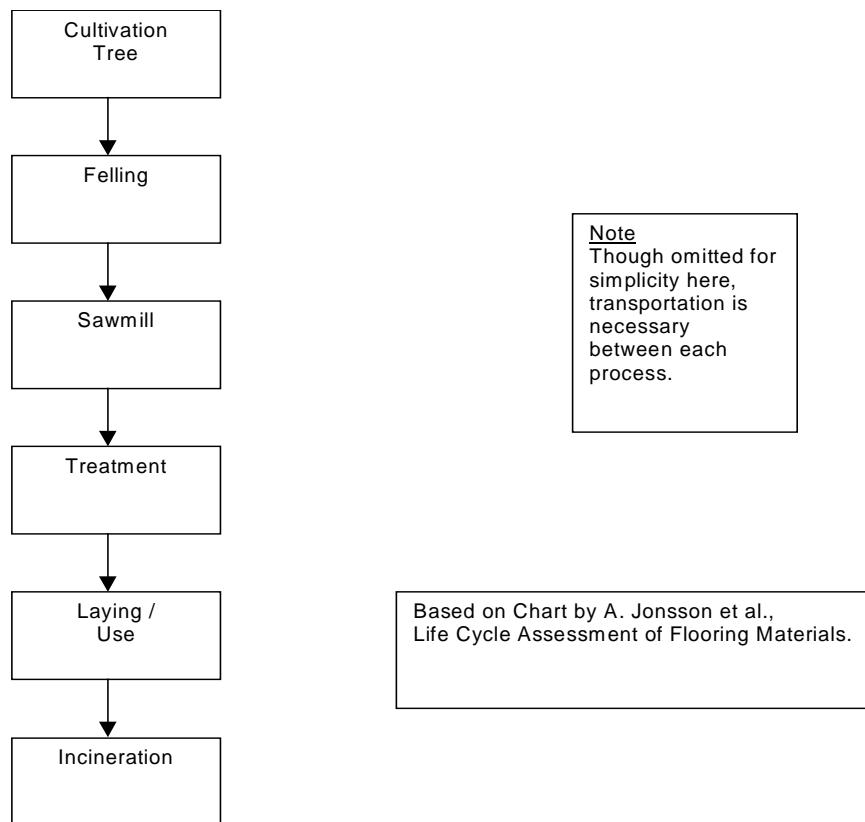 Cultivation
Tree
Felling
Note
Though omitted for
simplicity here,
transportation is
necessary
between each
process.
Sawmill
Treatment
Laying /
Use
Based on Chart by A. Jonsson et al.,
Life Cycle Assessment of Flooring Materials.
Incineration